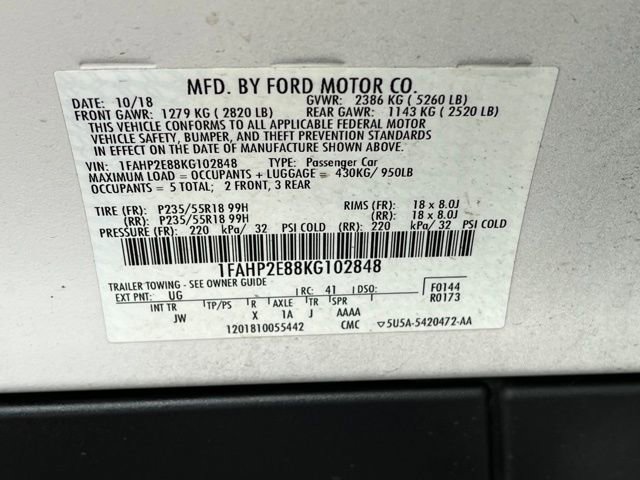 MFD. BY FORD MOTOR CO.
DATE: 10/18 GVWR: 2386 KG ( 5260 LB)
FRONT GAWR: 1279 KG ( 2820 LB) REAR GAWR: 1143 KG ( 2520 LB)
THIS VEHICLE CONFORMS TO ALL APPLICABLE FEDERAL MOTOR
VEHICLE SAFETY, BUMPER, AND THEFT PREVENTION STANDARDS
IN EFFECT ON THE DATE OF MANUFACTURE SHOWN ABOVE.
VIN: 1FAHP2E88KG102848 TYPE: Passenger Car
MAXIMUM LOAD = OCCUPANTS + LUGGAGE = 430KG/ 950LB
OCCUPANTS = 5 TOTAL; 2 FRONT, 3 REAR
TIRE (FR): P235/55R18 99H RIMS (FR): 18 x 8.0J
(RR): P235/55R18 99H (RR): 18 x 8.0J
PRESSURE (FR): 220 kPa/ 32 PSI COLD (RR): 220 kPa/ 32 PSI COLD
1FAHP2E88KG102848
TRAILER TOWING - SEE OWNER GUIDE
EXT PNT: UG RC: 41 DSO: F0144
INT TR TP/PS R AXLE TR SPR R0173
JW X 1A J AAAA
1201810055442 CMC ▽5U5A-5420472-AA